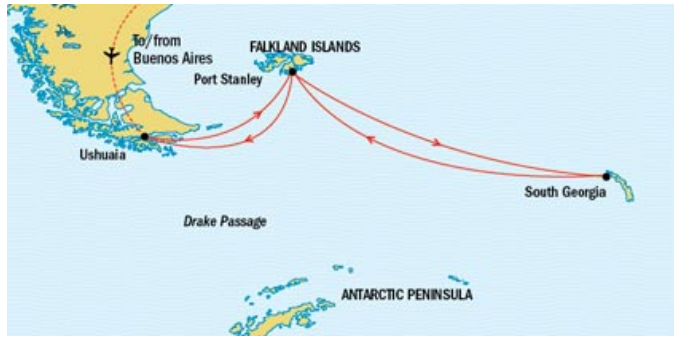 To/from
Buenos Aires
FALKLAND ISLANDS
Port Stanley
Ushuaia
South Georgia
Drake Passage
ANTARCTIC PENINSULA